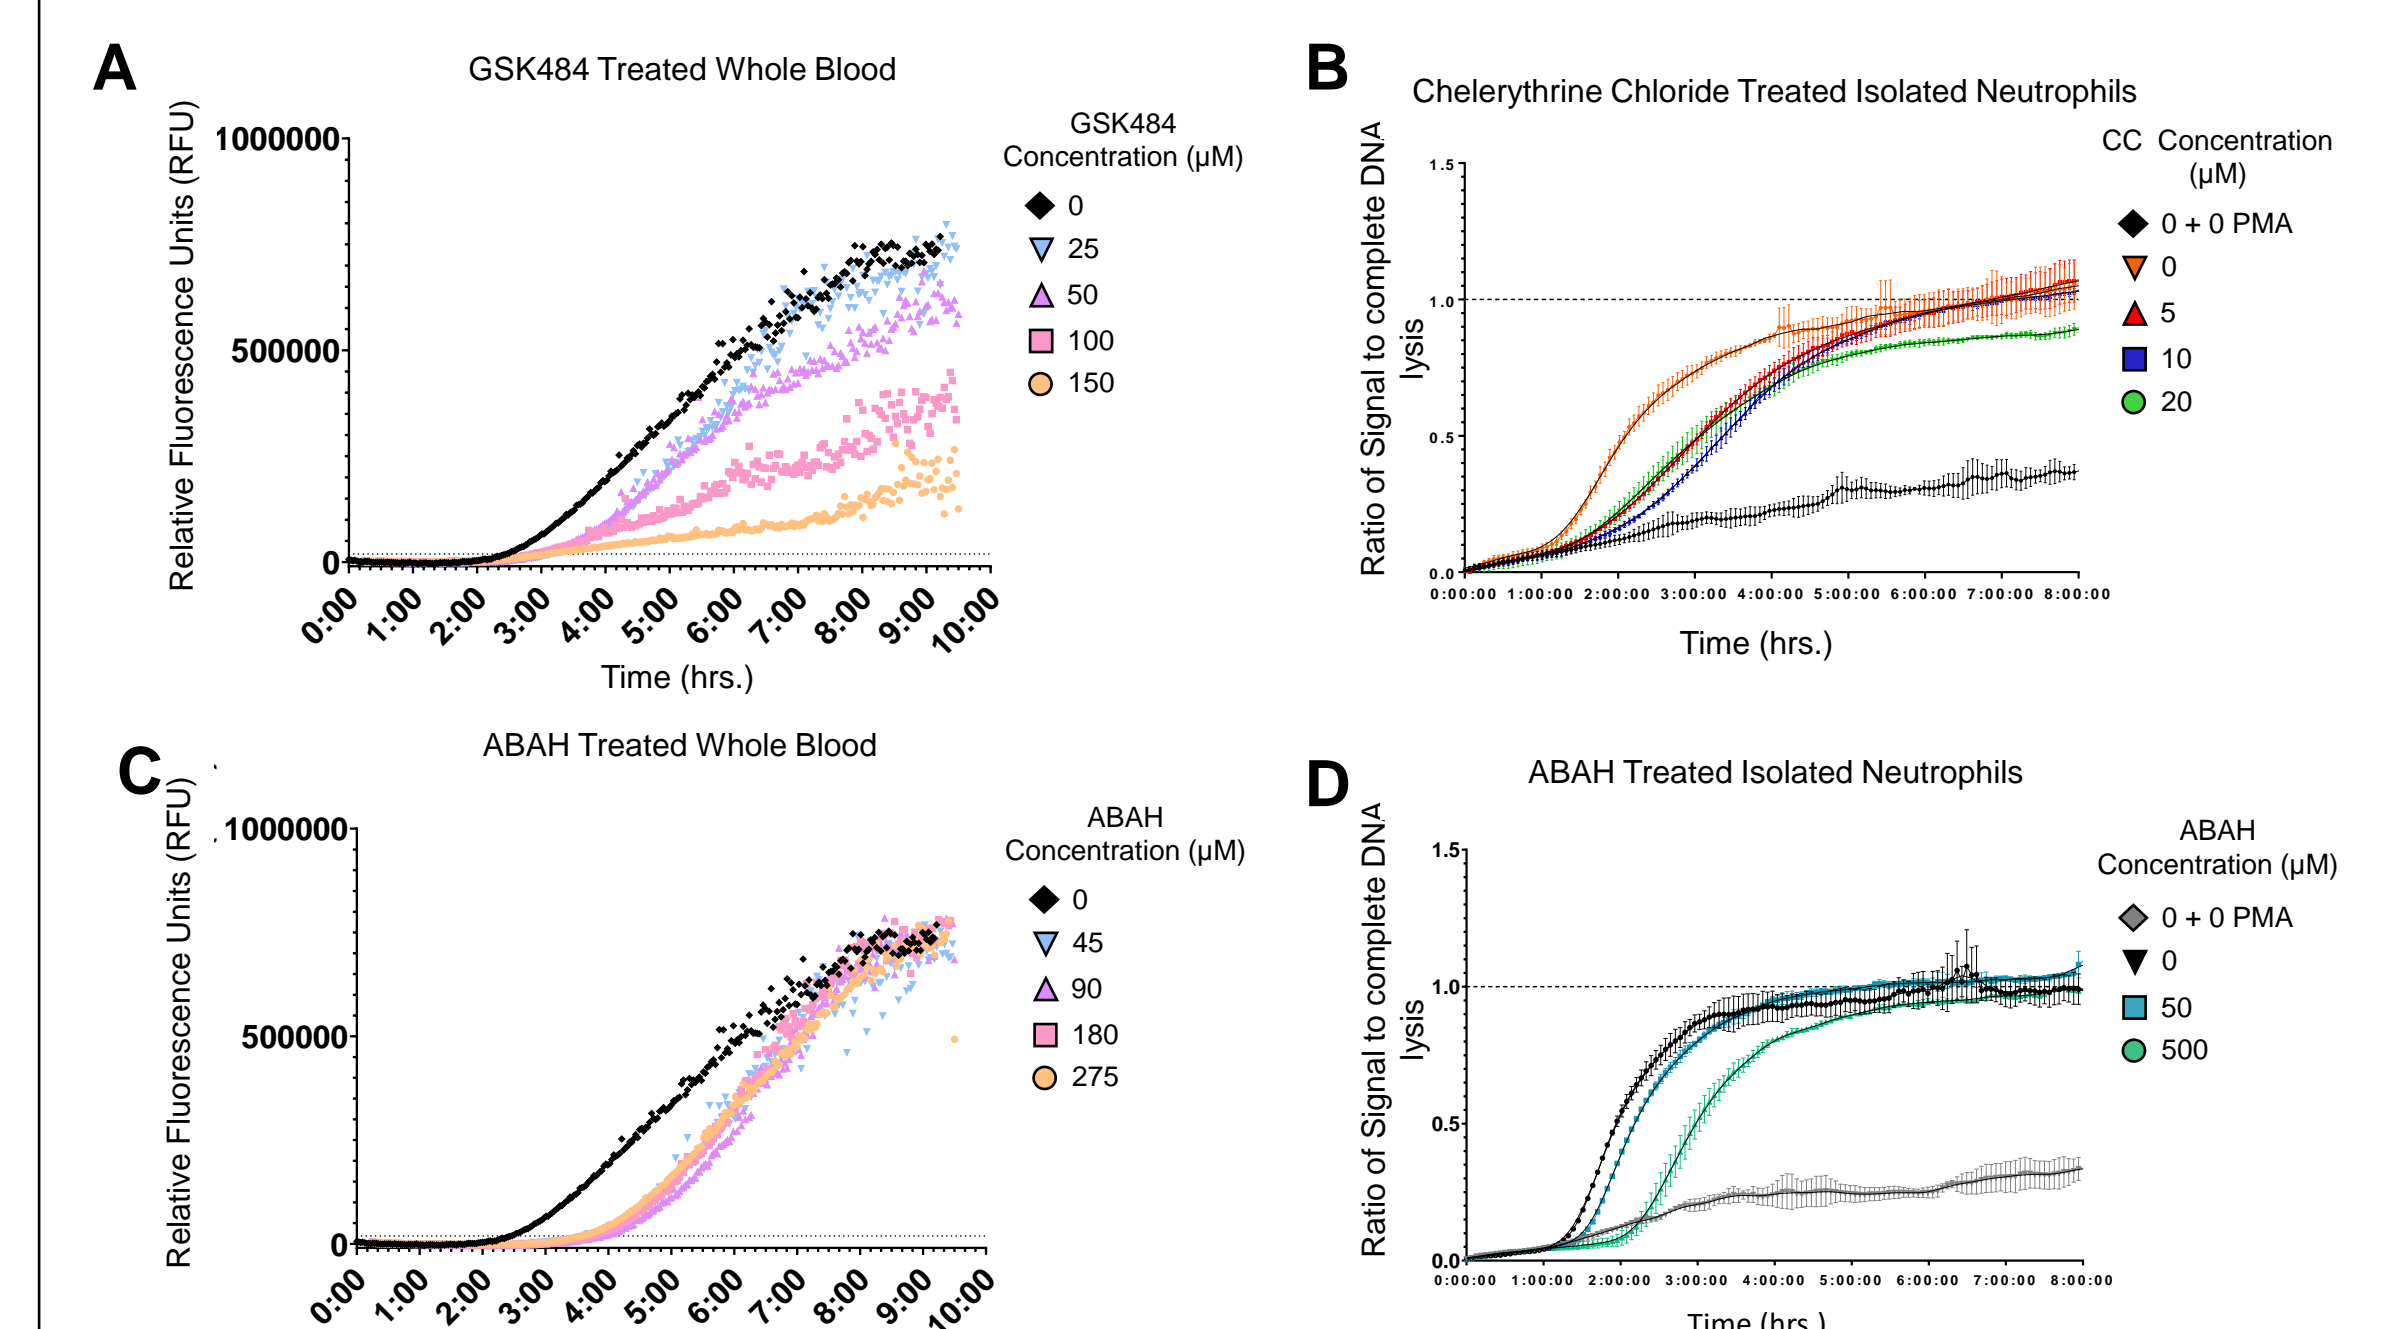 A
GSK484 Treated Whole Blood
Relative Fluorescence Units (RFU)
1000000
500000
0
0:00 1:00 2:00 3:00 4:00 5:00 6:00 7:00 8:00 9:00 10:00
Time (hrs.)
GSK484
Concentration (µM)
0
25
50
100
150
B
Chelerythrine Chloride Treated Isolated Neutrophils
Ratio of Signal to complete DNA
lysis
1.5
1.0
0.5
0.0
0:00:00 1:00:00 2:00:00 3:00:00 4:00:00 5:00:00 6:00:00 7:00:00 8:00:00
Time (hrs.)
CC Concentration
(µM)
0 + 0 PMA
0
5
10
20
C
ABAH Treated Whole Blood
Relative Fluorescence Units (RFU)
1000000
500000
0
0:00 1:00 2:00 3:00 4:00 5:00 6:00 7:00 8:00 9:00 10:00
ABAH
Concentration (µM)
0
45
90
180
275
D
ABAH Treated Isolated Neutrophils
Ratio of Signal to complete DNA
lysis
1.5
1.0
0.5
0.0
0:00:00 1:00:00 2:00:00 3:00:00 4:00:00 5:00:00 6:00:00 7:00:00 8:00:00
Time (hrs.)
ABAH
Concentration (µM)
0 + 0 PMA
0
50
500